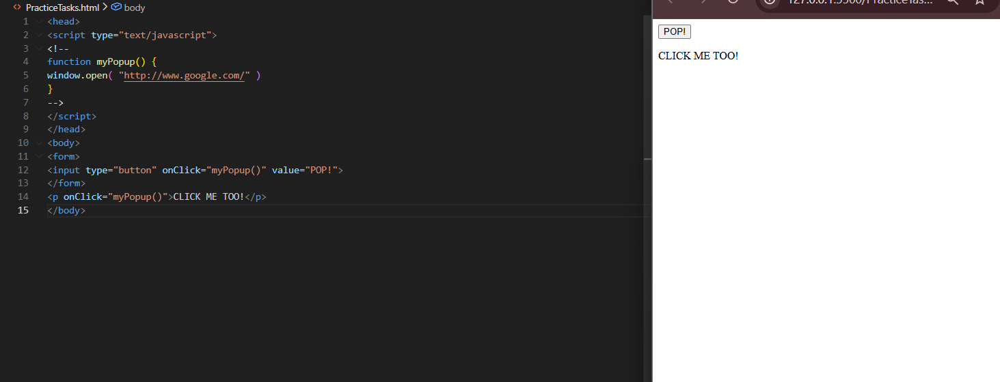 PracticeTasks.html > body
1 <head>
2 <script type="text/javascript">
3 <!--
4 function myPopup() {
5 window.open( "http://www.google.com/" )
6 }
7 -->
8 </script>
9 </head>
10 <body>
11 <form>
12 <input type="button" onClick="myPopup()" value="POP!">
13 </form>
14 <p onClick="myPopup()">CLICK ME TOO!</p>
15 </body>
127.0.0.1:5500/PracticeTas...
POP!
CLICK ME TOO!